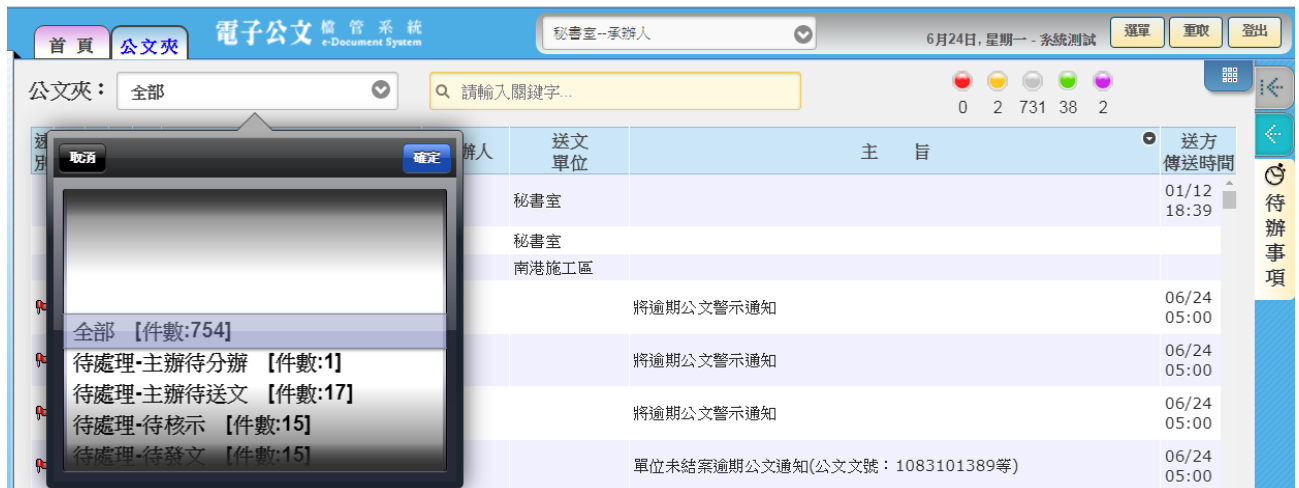 首 頁
公文夾
電子公文 檔 管 系 統
e-Document System
秘書室--承辦人
6月24日, 星期一 - 系統測試
選單
重取
登出
公文夾：
全部
請輸入關鍵字...
0 2 731 38 2
辦人
送文
單位
主 旨
送方
傳送時間
取消
確定
全部 【件數:754】
待處理-主辦待分辦 【件數:1】
待處理-主辦待送文 【件數:17】
待處理-待核示 【件數:15】
待處理-待發文 【件數:15】
秘書室
01/12
18:39
秘書室
南港施工區
將逾期公文警示通知
06/24
05:00
將逾期公文警示通知
06/24
05:00
將逾期公文警示通知
06/24
05:00
單位未結案逾期公文通知(公文文號：1083101389等)
06/24
05:00
待
辦
事
項